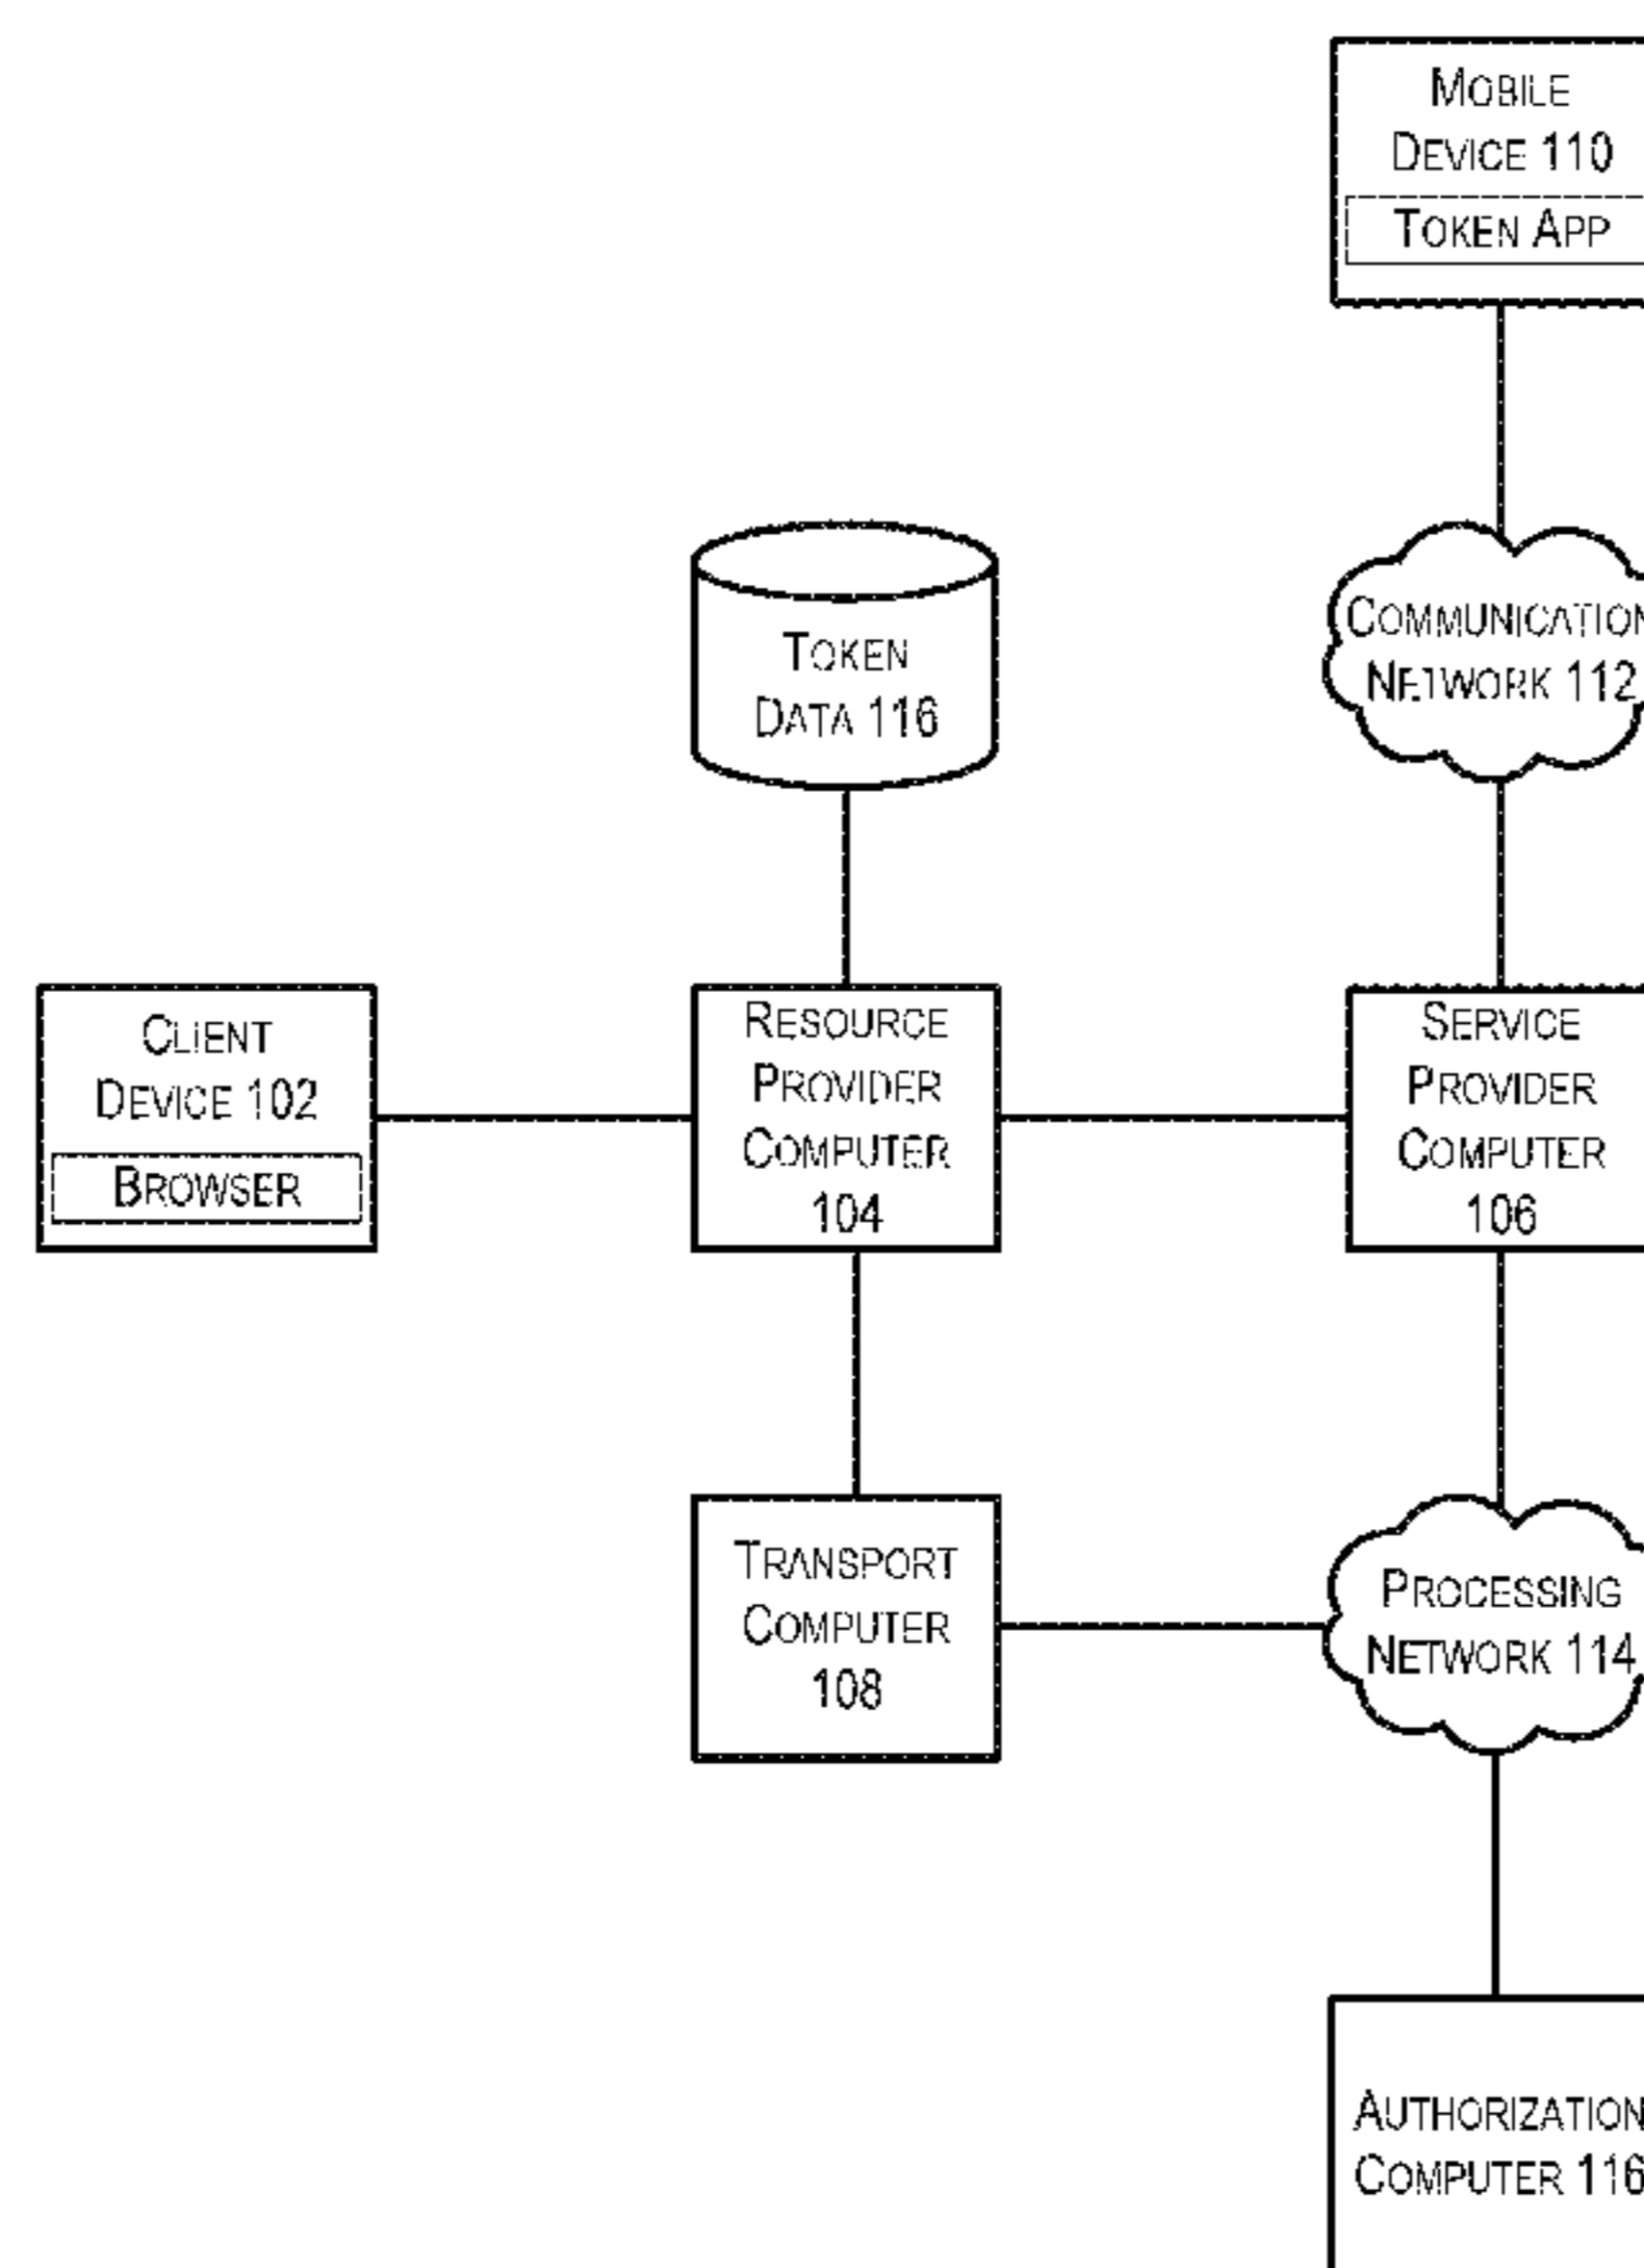 MOBILE
DEVICE 110
TOKEN APP
TOKEN
DATA 116
COMMUNICATION
NETWORK 112
CLIENT
DEVICE 102
BROWSER
RESOURCE
PROVIDER
COMPUTER
104
SERVICE
PROVIDER
COMPUTER
106
TRANSPORT
COMPUTER
108
PROCESSING
NETWORK 114
AUTHORIZATION
COMPUTER 116